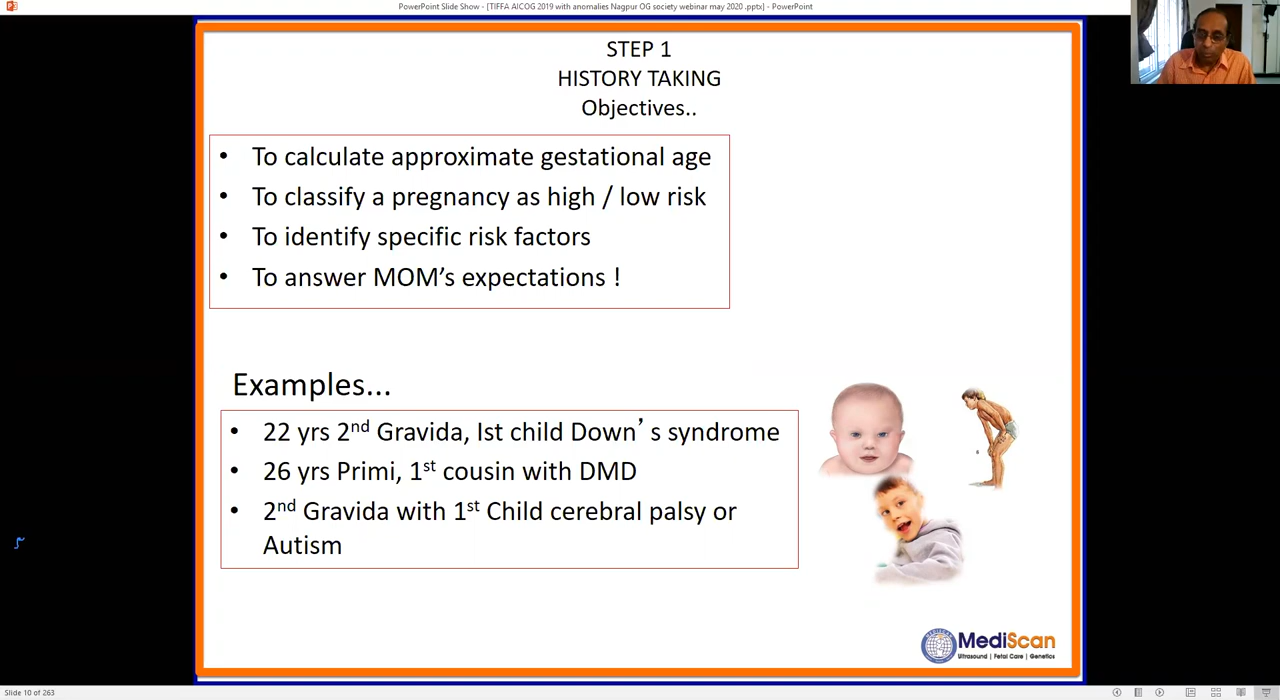 PowerPoint Slide Show - [TIFFA AICOG 2019 with anomalies Nagpur OG society webinar may 2020 .pptx] - PowerPoint
STEP 1
HISTORY TAKING
Objectives..
• To calculate approximate gestational age
• To classify a pregnancy as high / low risk
• To identify specific risk factors
• To answer MOM’s expectations !
Examples...
• 22 yrs 2nd Gravida, Ist child Down’ s syndrome
• 26 yrs Primi, 1st cousin with DMD
• 2nd Gravida with 1st Child cerebral palsy or
Autism
MediScan
Ultrasound | Fetal Care | Genetics
Slide 10 of 263